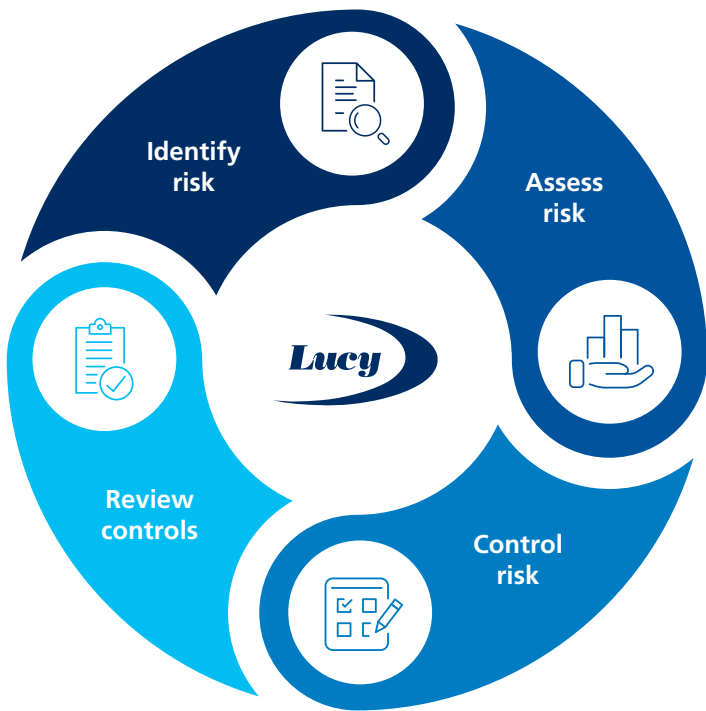 Identify
risk
Assess
risk
Lucy
Review
controls
Control
risk